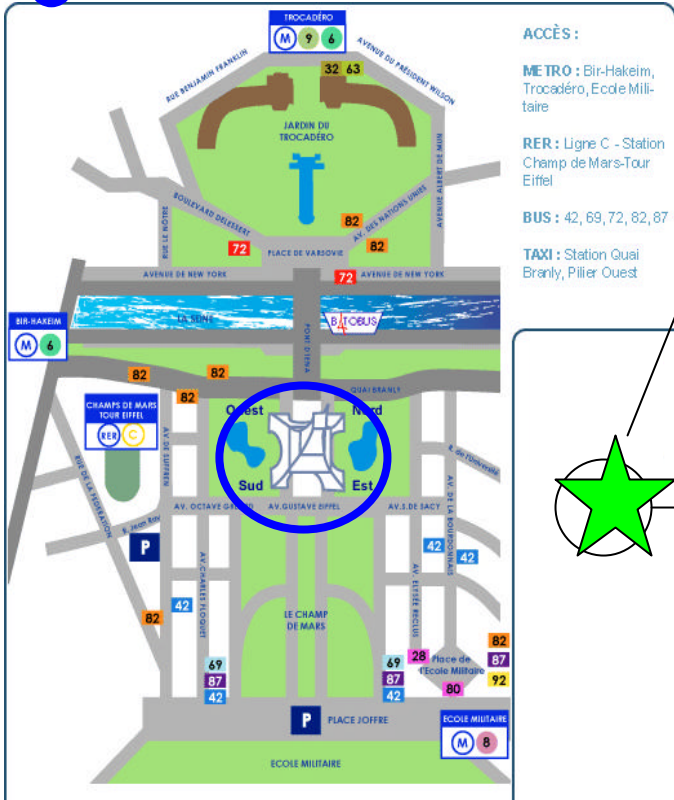 TROCADÉRO
M 9 6
RUE BENJAMIN FRANKLIN
AVENUE DU PRÉSIDENT WILSON
32 63
JARDIN DU
TROCADÉRO
AVENUE ALBERT DE MUN
RUE LE NÔTRE
BOULEVARD DELESSERT
AV. DES NATIONS UNIES
82
82
72
PLACE DE VARSOVIE
AVENUE DE NEW YORK
72
AVENUE DE NEW YORK
ACCÈS :
METRO : Bir-Hakeim,
Trocadéro, Ecole Mili-
taire
RER : Ligne C - Station
Champ de Mars-Tour
Eiffel
BUS : 42, 69, 72, 82, 87
TAXI : Station Quai
Branly, Pilier Ouest
BIR-HAKEIM
M 6
LA SEINE
BATOBUS
PONT D'IENA
82
82
82
QUAI BRANLY
CHAMPS DE MARS
TOUR EIFFEL
RER C
Ouest
Nord
Sud
Est
AV. DE SUFFREN
RUE DE LA FEDERATION
R. de l'Université
AV. DE LA BOURDONNAIS
AV. OCTAVE GREARD
AV. GUSTAVE EIFFEL
AV.S.DE SACY
R. Jean Rey
P
42
42
42
82
AV.CHARLES FLOQUET
AV. ELYSÉE RECLUS
LE CHAMP
DE MARS
69
87
42
69
87
42
28
Place de
l'Ecole Militaire
80
82
87
92
P
PLACE JOFFRE
ECOLE MILITAIRE
M 8
ECOLE MILITAIRE